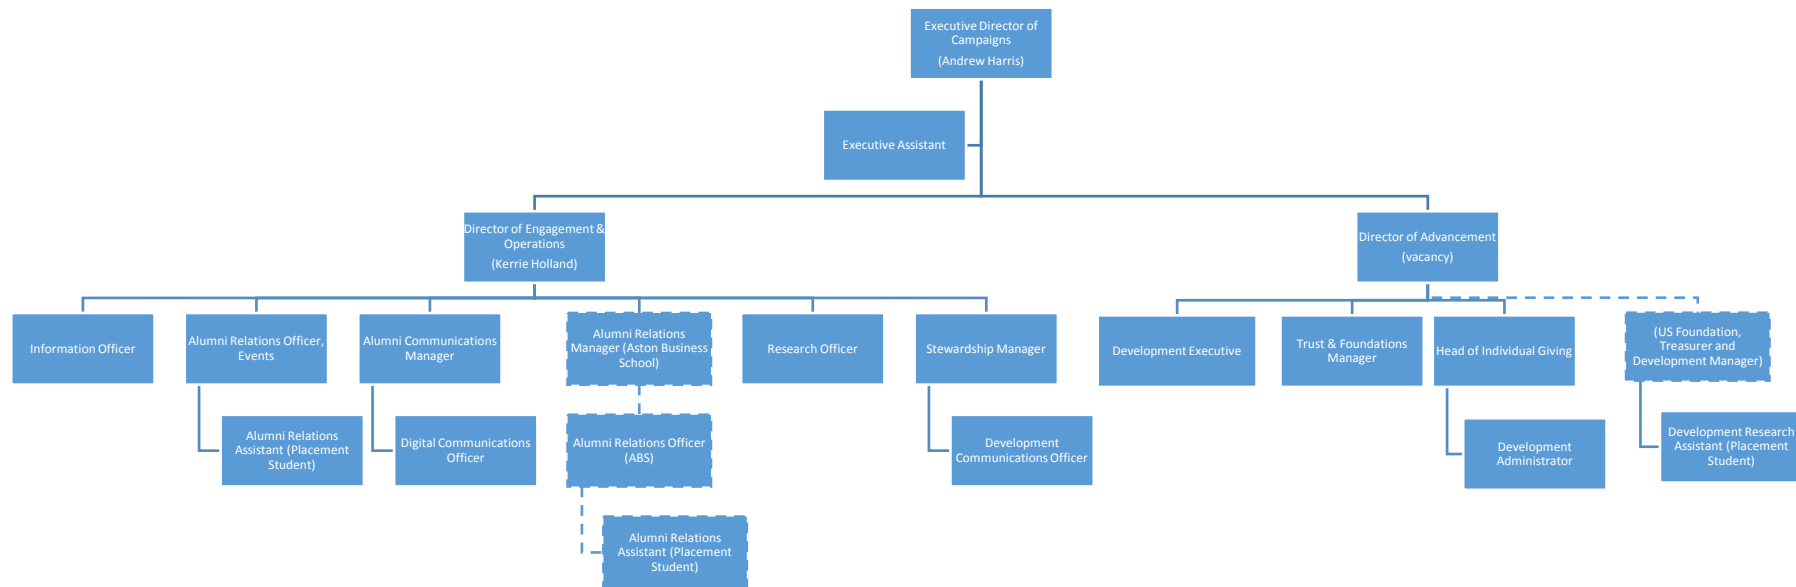 Executive Director of
Campaigns
(Andrew Harris)
Executive Assistant
Director of Engagement &
Operations
(Kerrie Holland)
Director of Advancement
(vacancy)
Information Officer
Alumni Relations Officer,
Events
Alumni Communications
Manager
Alumni Relations
Manager (Aston Business
School)
Research Officer
Stewardship Manager
Development Executive
Trust & Foundations
Manager
Head of Individual Giving
(US Foundation,
Treasurer and
Development Manager)
Alumni Relations
Assistant (Placement
Student)
Digital Communications
Officer
Alumni Relations Officer
(ABS)
Development
Communications Officer
Development
Administrator
Development Research
Assistant (Placement
Student)
Alumni Relations
Assistant (Placement
Student)